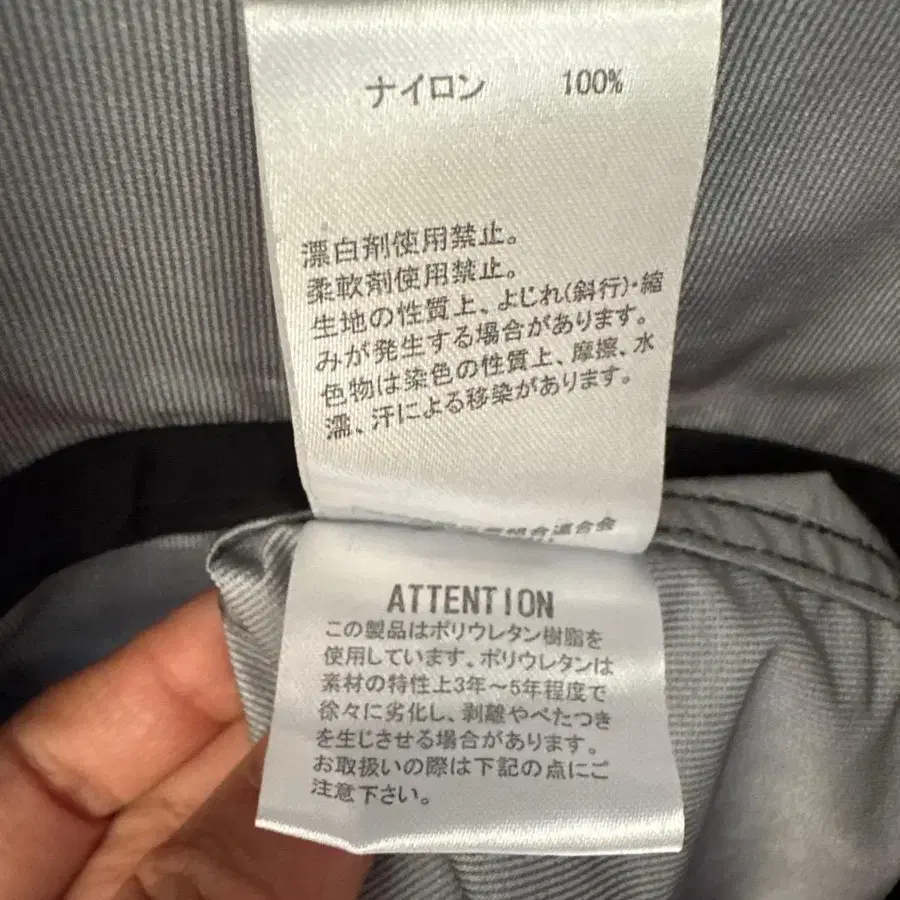 ナイロン 100%
漂白剤使用禁止。
柔軟剤使用禁止。
生地の性質上、よじれ(斜行)・縮
みが発生する場合があります。
色物は染色の性質上、摩擦、水
濡、汗による移染があります。
組合連合会
ATTENTION
この製品はポリウレタン樹脂を
使用しています。ポリウレタンは
素材の特性上3年～5年程度で
徐々に劣化し、剥離やべたつき
を生じさせる場合があります。
お取扱いの際は下記の点にご
注意下さい。